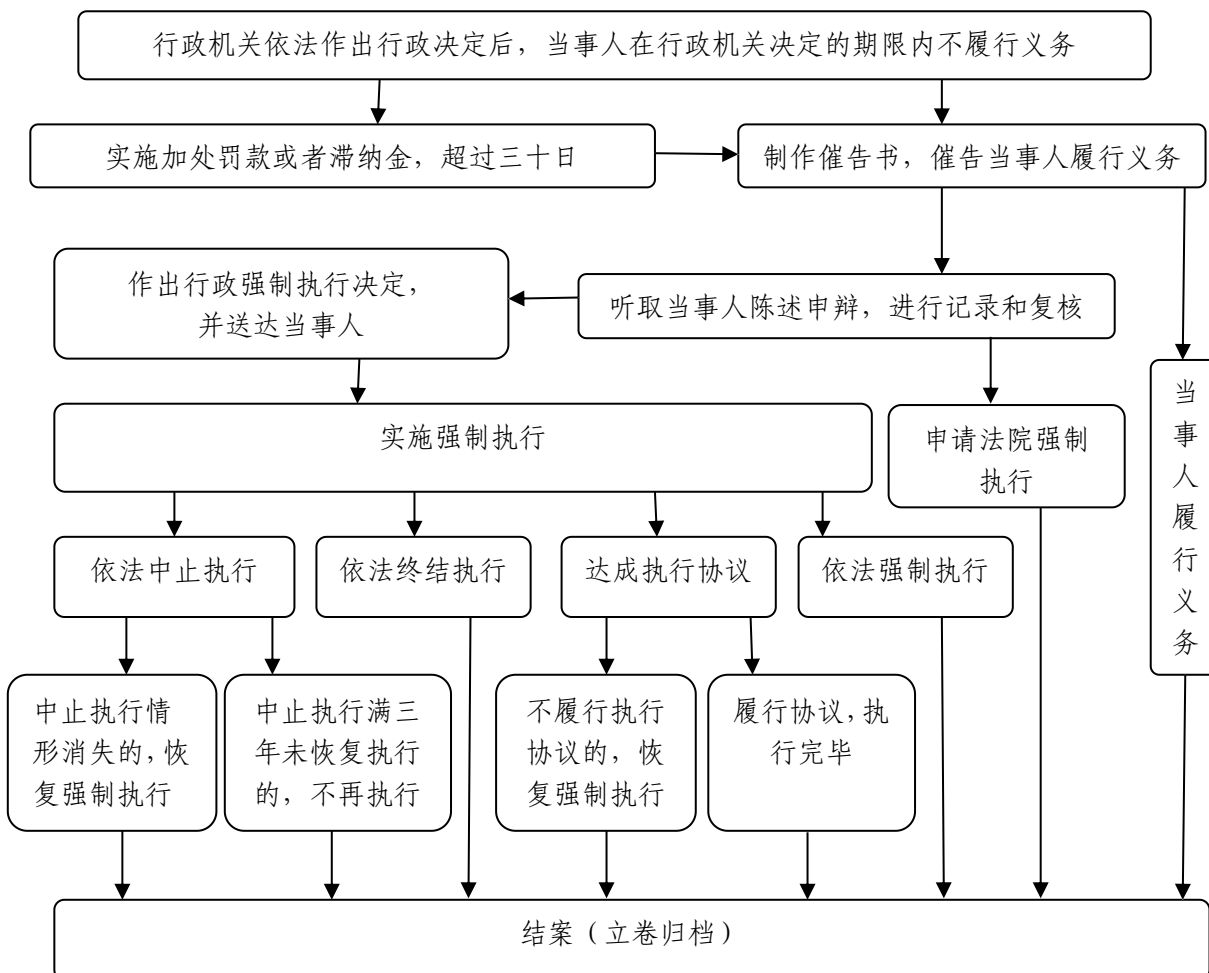 行政机关依法作出行政决定后，当事人在行政机关决定的期限内不履行义务
实施加处罚款或者滞纳金，超过三十日
制作催告书，催告当事人履行义务
作出行政强制执行决定，
并送达当事人
听取当事人陈述申辩，进行记录和复核
实施强制执行
申请法院强制
执行
当事人履行义务
依法中止执行
依法终结执行
达成执行协议
依法强制执行
中止执行情
形消失的，恢
复强制执行
中止执行满三
年未恢复执行
的，不再执行
不履行执行
协议的，恢
复强制执行
履行协议，执
行完毕
结案（立卷归档）